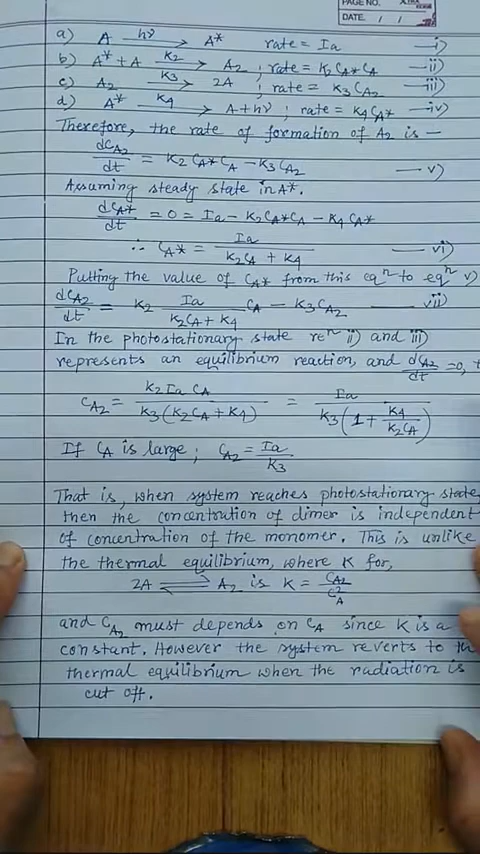 PAGE NO.
DATE. / /
a) A —hν→ A* rate = Ia —i)
b) A* + A —K2→ A2 ; rate = K2 CA* CA —ii)
c) A2 —K3→ 2A ; rate = K3 CA2 —iii)
d) A* —K4→ A + hν ; rate = K4 CA* —iv)
Therefore, the rate of formation of A2 is —
dCA2/dt = K2 CA* CA - K3 CA2 —v)
Assuming steady state in A*.
dCA*/dt = 0 = Ia - K2 CA* CA - K4 CA*
∴ CA* = Ia / (K2CA + K4) —vi)
Putting the value of CA* from this eqn to eqn v)
dCA2/dt = K2 Ia/(K2CA + K4) CA - K3 CA2 —vii)
In the photostationary state ren ii) and iii)
represents an equilibrium reaction, and dCA2/dt = 0,
CA2 = K2 Ia CA / K3 (K2CA + K4) = Ia / K3 (1 + K4/K2CA)
If CA is large; CA2 = Ia/K3
That is, when system reaches photostationary state
then the concentration of dimer is independent
of concentration of the monomer. This is unlike
the thermal equilibrium, where K for,
2A ⇌ A2 is K = CA2/C²A
and CA2 must depends on CA since K is a
constant. However the system reverts to
thermal equilibrium when the radiation is
cut off.